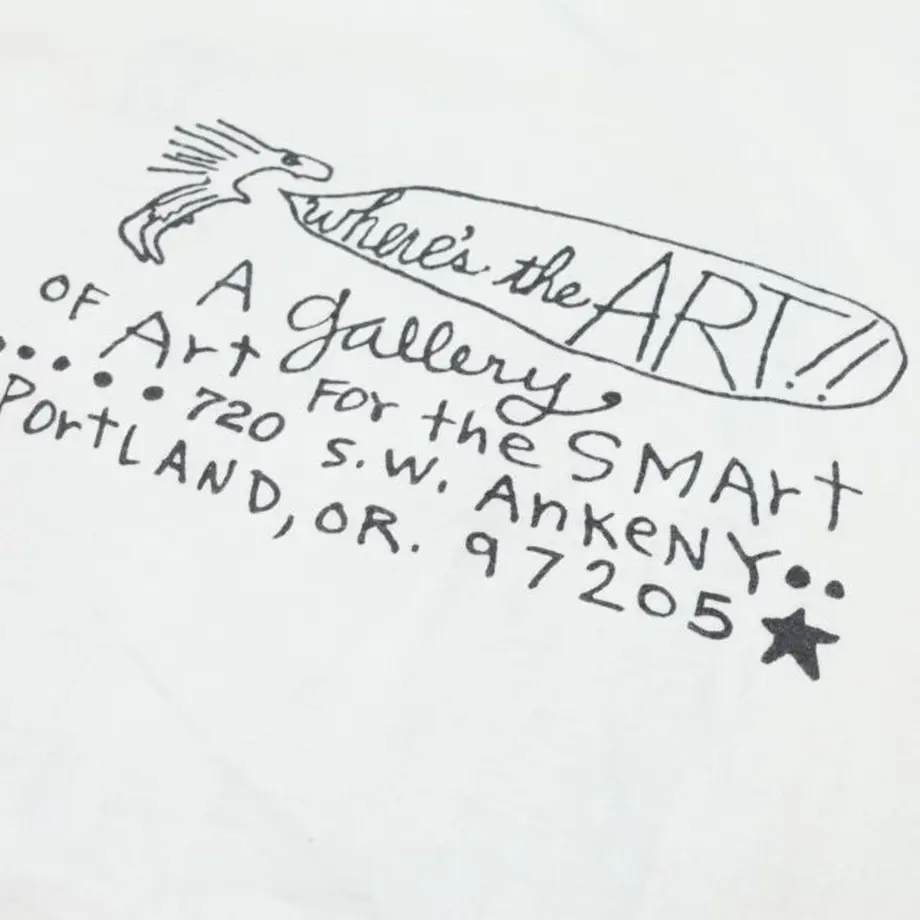 where's the ART!!
A gallery
OF Art For the SMArt
.... 720 S.W. AnKeNY..
PortLAND, OR. 97205